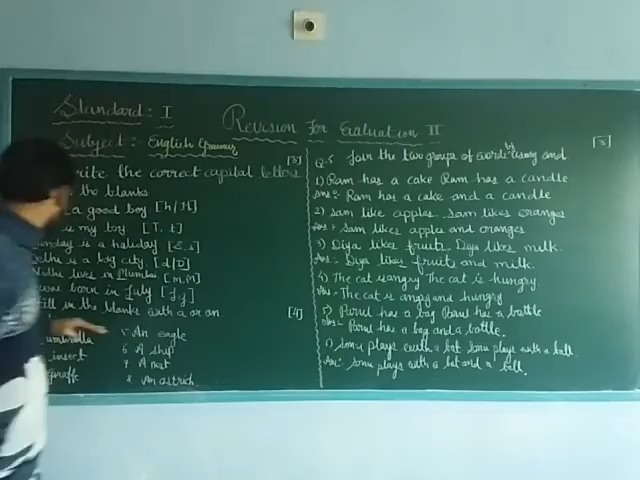 Standard: I
Revision For Evaluation II
Subject: English Grammar
write the correct capital letters [3]
the blanks
a good boy [h/H]
is my toy. [T, t]
unday is a holiday [S, s]
elhi is a big city. [d/D]
lives in Mumbai [m, M]
was born in July [J, j]
fill in the blanks with a or an [4]
umbrella
insect
giraffe
5 An eagle
6 A ship
7 A
8 An ostrich
Q.5 Join the two groups of words by using and [3]
1) Ram has a cake Ram has a candle
Ans:- Ram has a cake and a candle
2) Sam like apples. Sam likes oranges
Ans:- Sam likes apples and oranges
3) Diya likes fruits. Diya likes milk.
Ans:- Diya likes fruits and milk.
4) The cat is angry The cat is hungry.
Ans:- The cat is angry and hungry
5) Parul has a bag Parul has a bottle
Ans:- Parul has a bag and a bottle.
Sonu plays with a bat Sonu plays with a ball.
Ans:- Sonu plays with a bat and a ball.